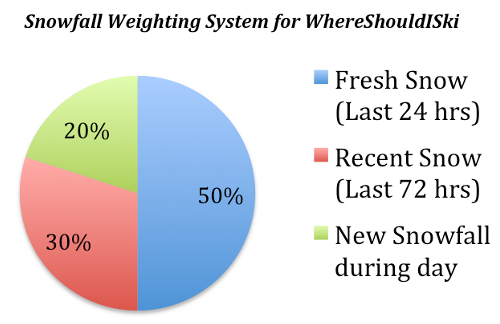 Snowfall Weighting System for WhereShouldISki
20%
50%
30%
Fresh Snow
(Last 24 hrs)
Recent Snow
(Last 72 hrs)
New Snowfall
during day